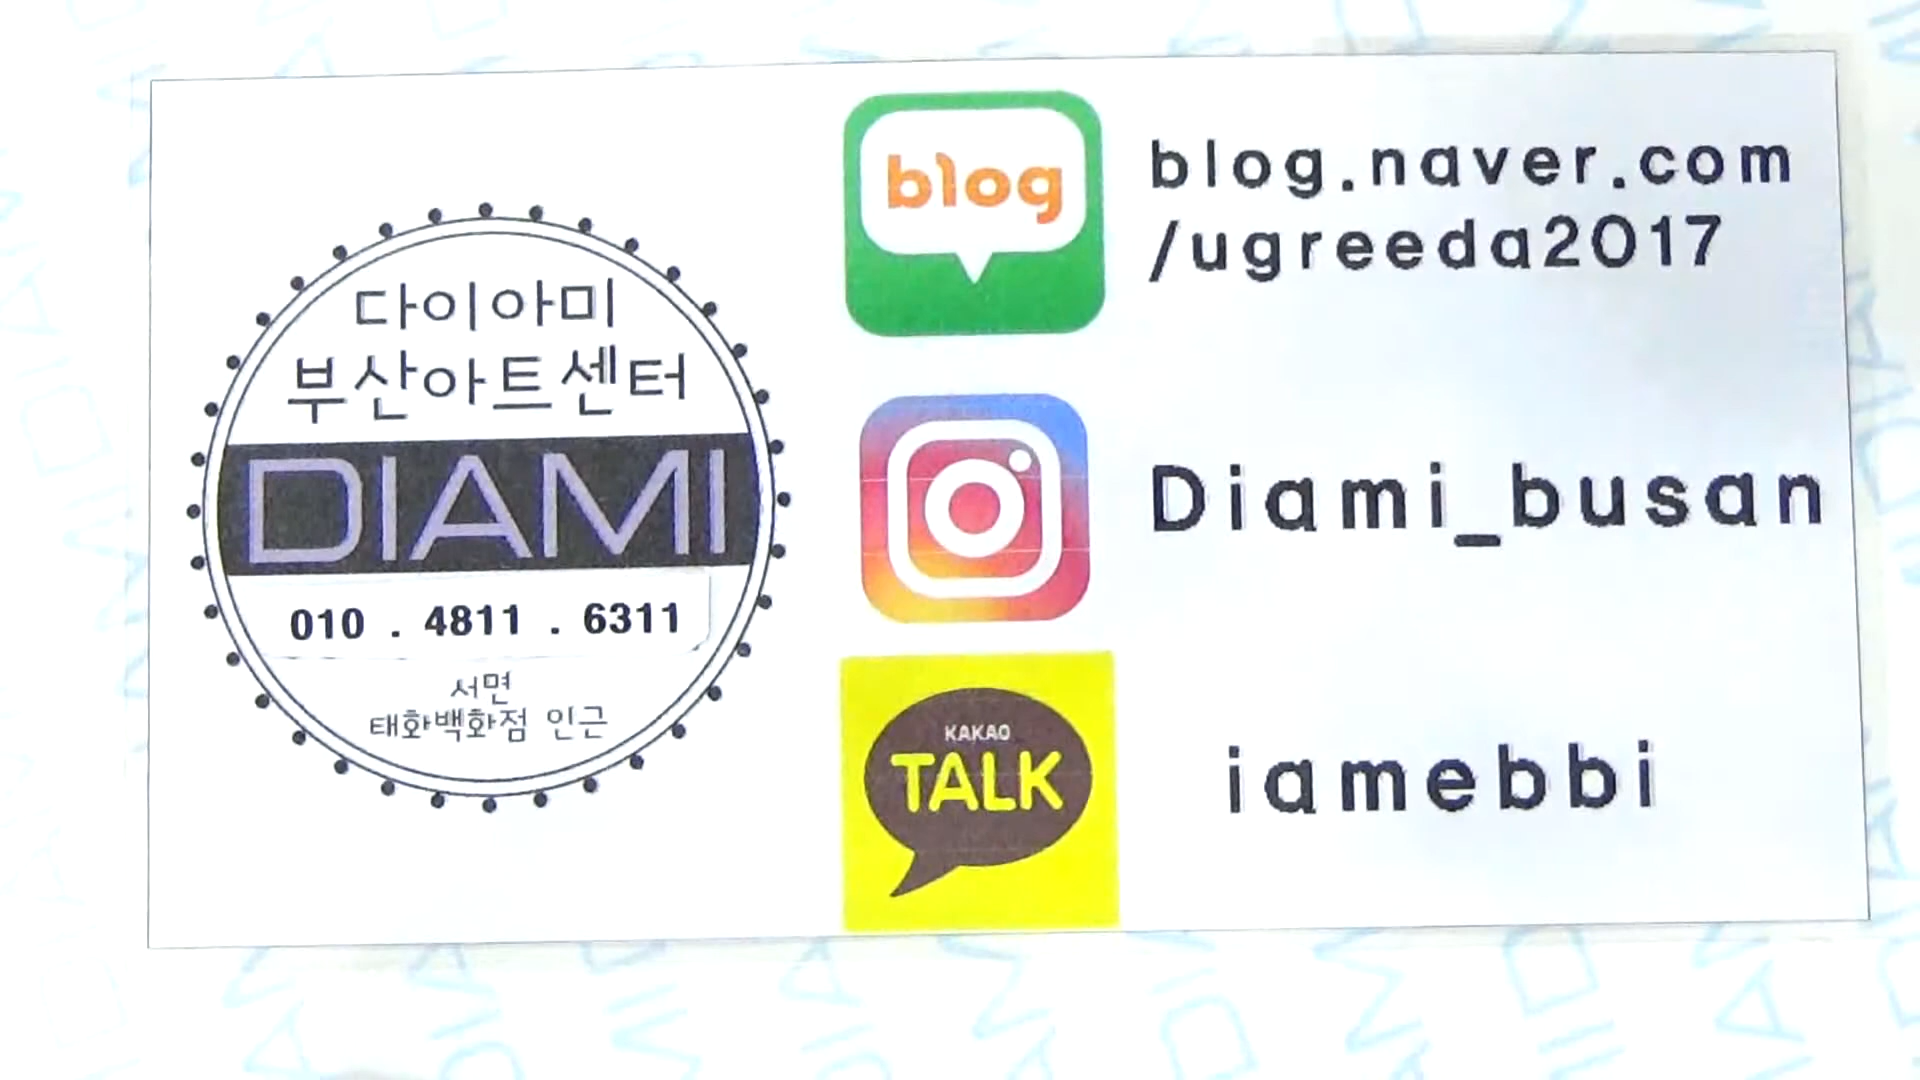 다이아미
부산아트센터
DIAMI
010 . 4811 . 6311
서면
태화백화점 인근
blog
blog.naver.com
/ugreeda2017
Diami_busan
KAKAO
TALK
iamebbi